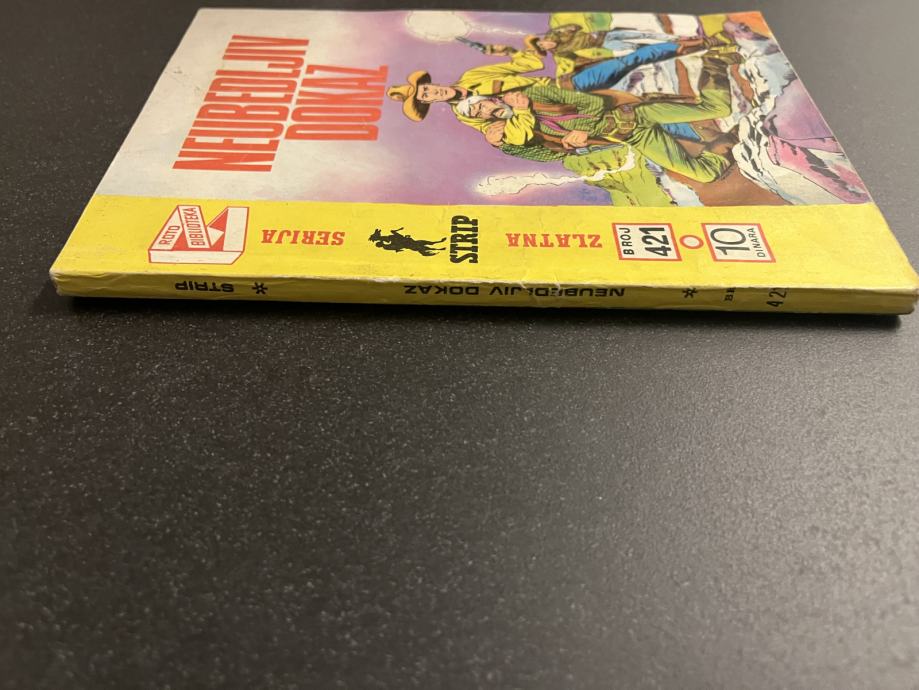 NEUBEDLJIV
DOKAZ
ROTO
BIBLIOTEKA
SERIJA
STRIP
ZLATNA
BROJ
421
10
DINARA
STRIP * NEUBEDLJIV DOKAZ *